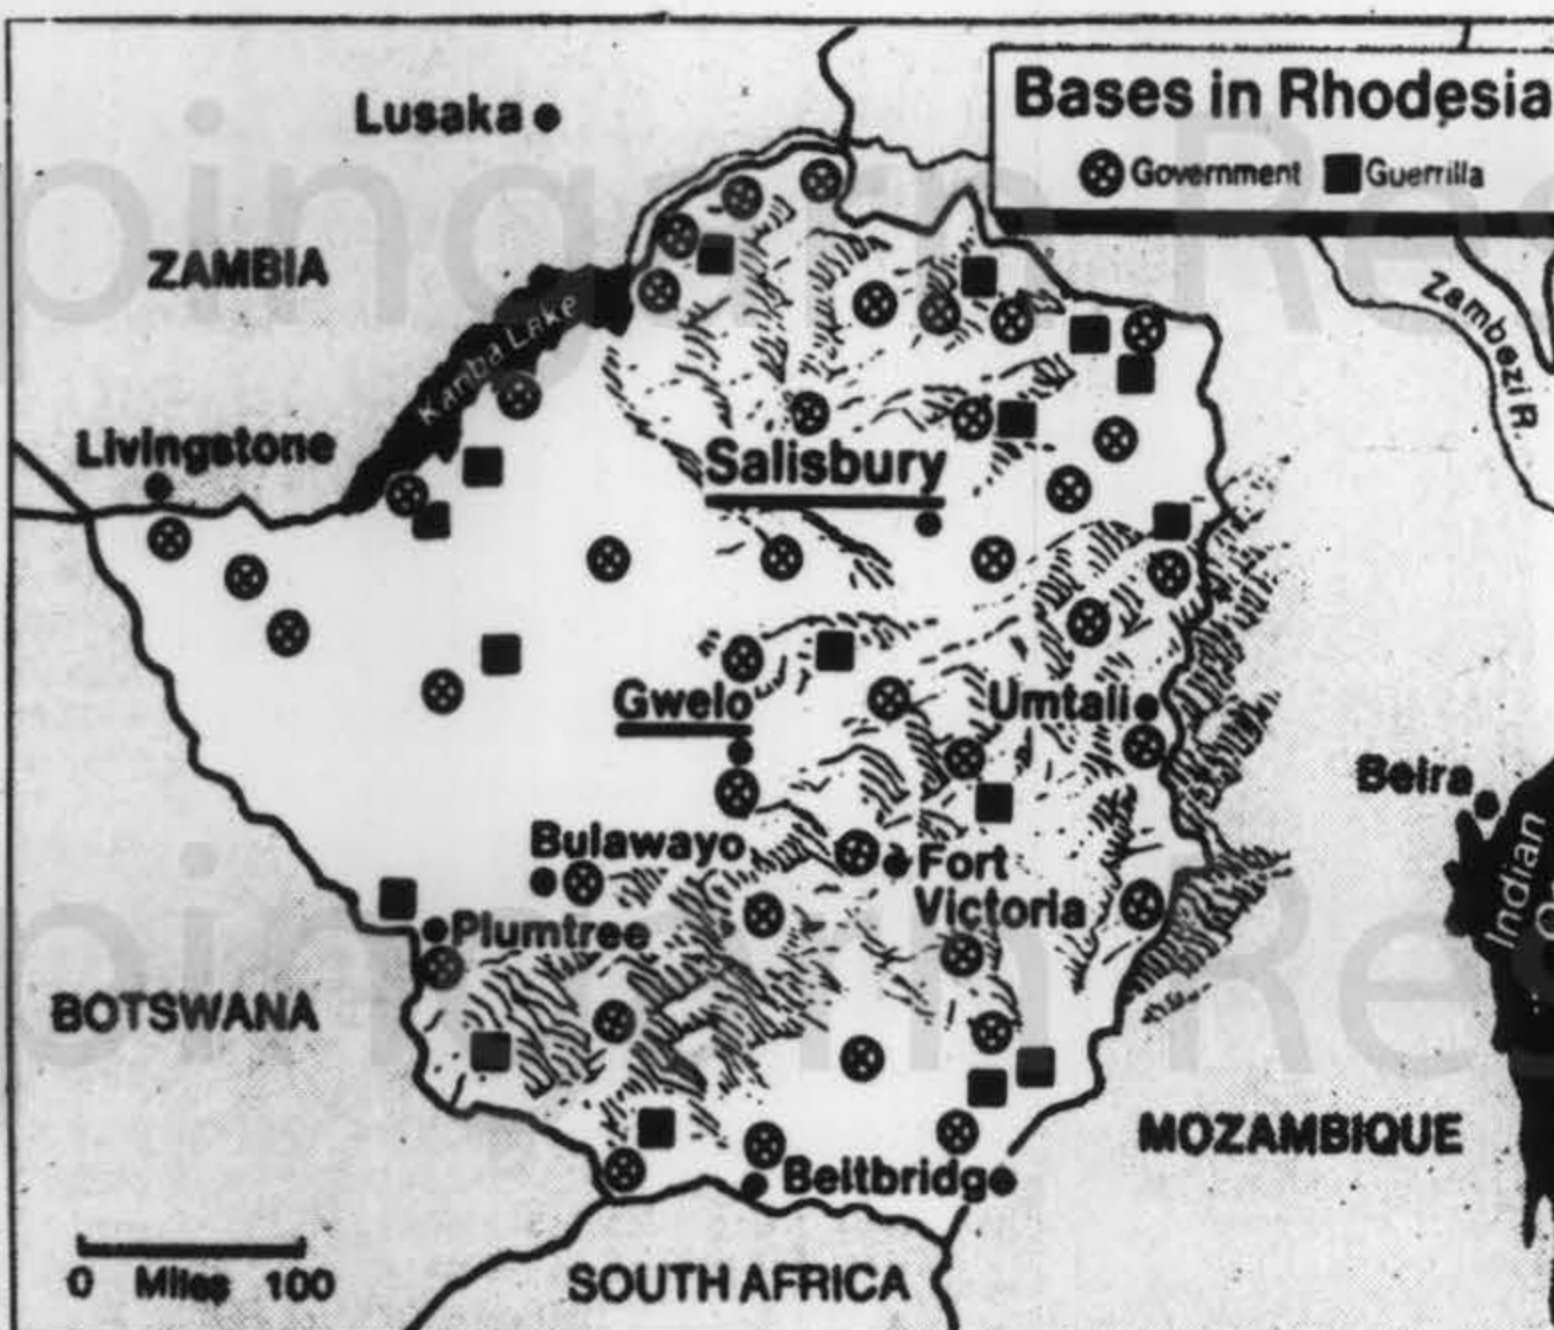 Bases in Rhodesia
Government Guerrilla
Lusaka
ZAMBIA
Kariba Lake
Zambezi R.
Livingstone
Salisbury
Gwelo
Umtali
Beira
Bulawayo
Fort
Victoria
Indian
Plumtree
BOTSWANA
MOZAMBIQUE
Beitbridge
0 Miles 100
SOUTH AFRICA